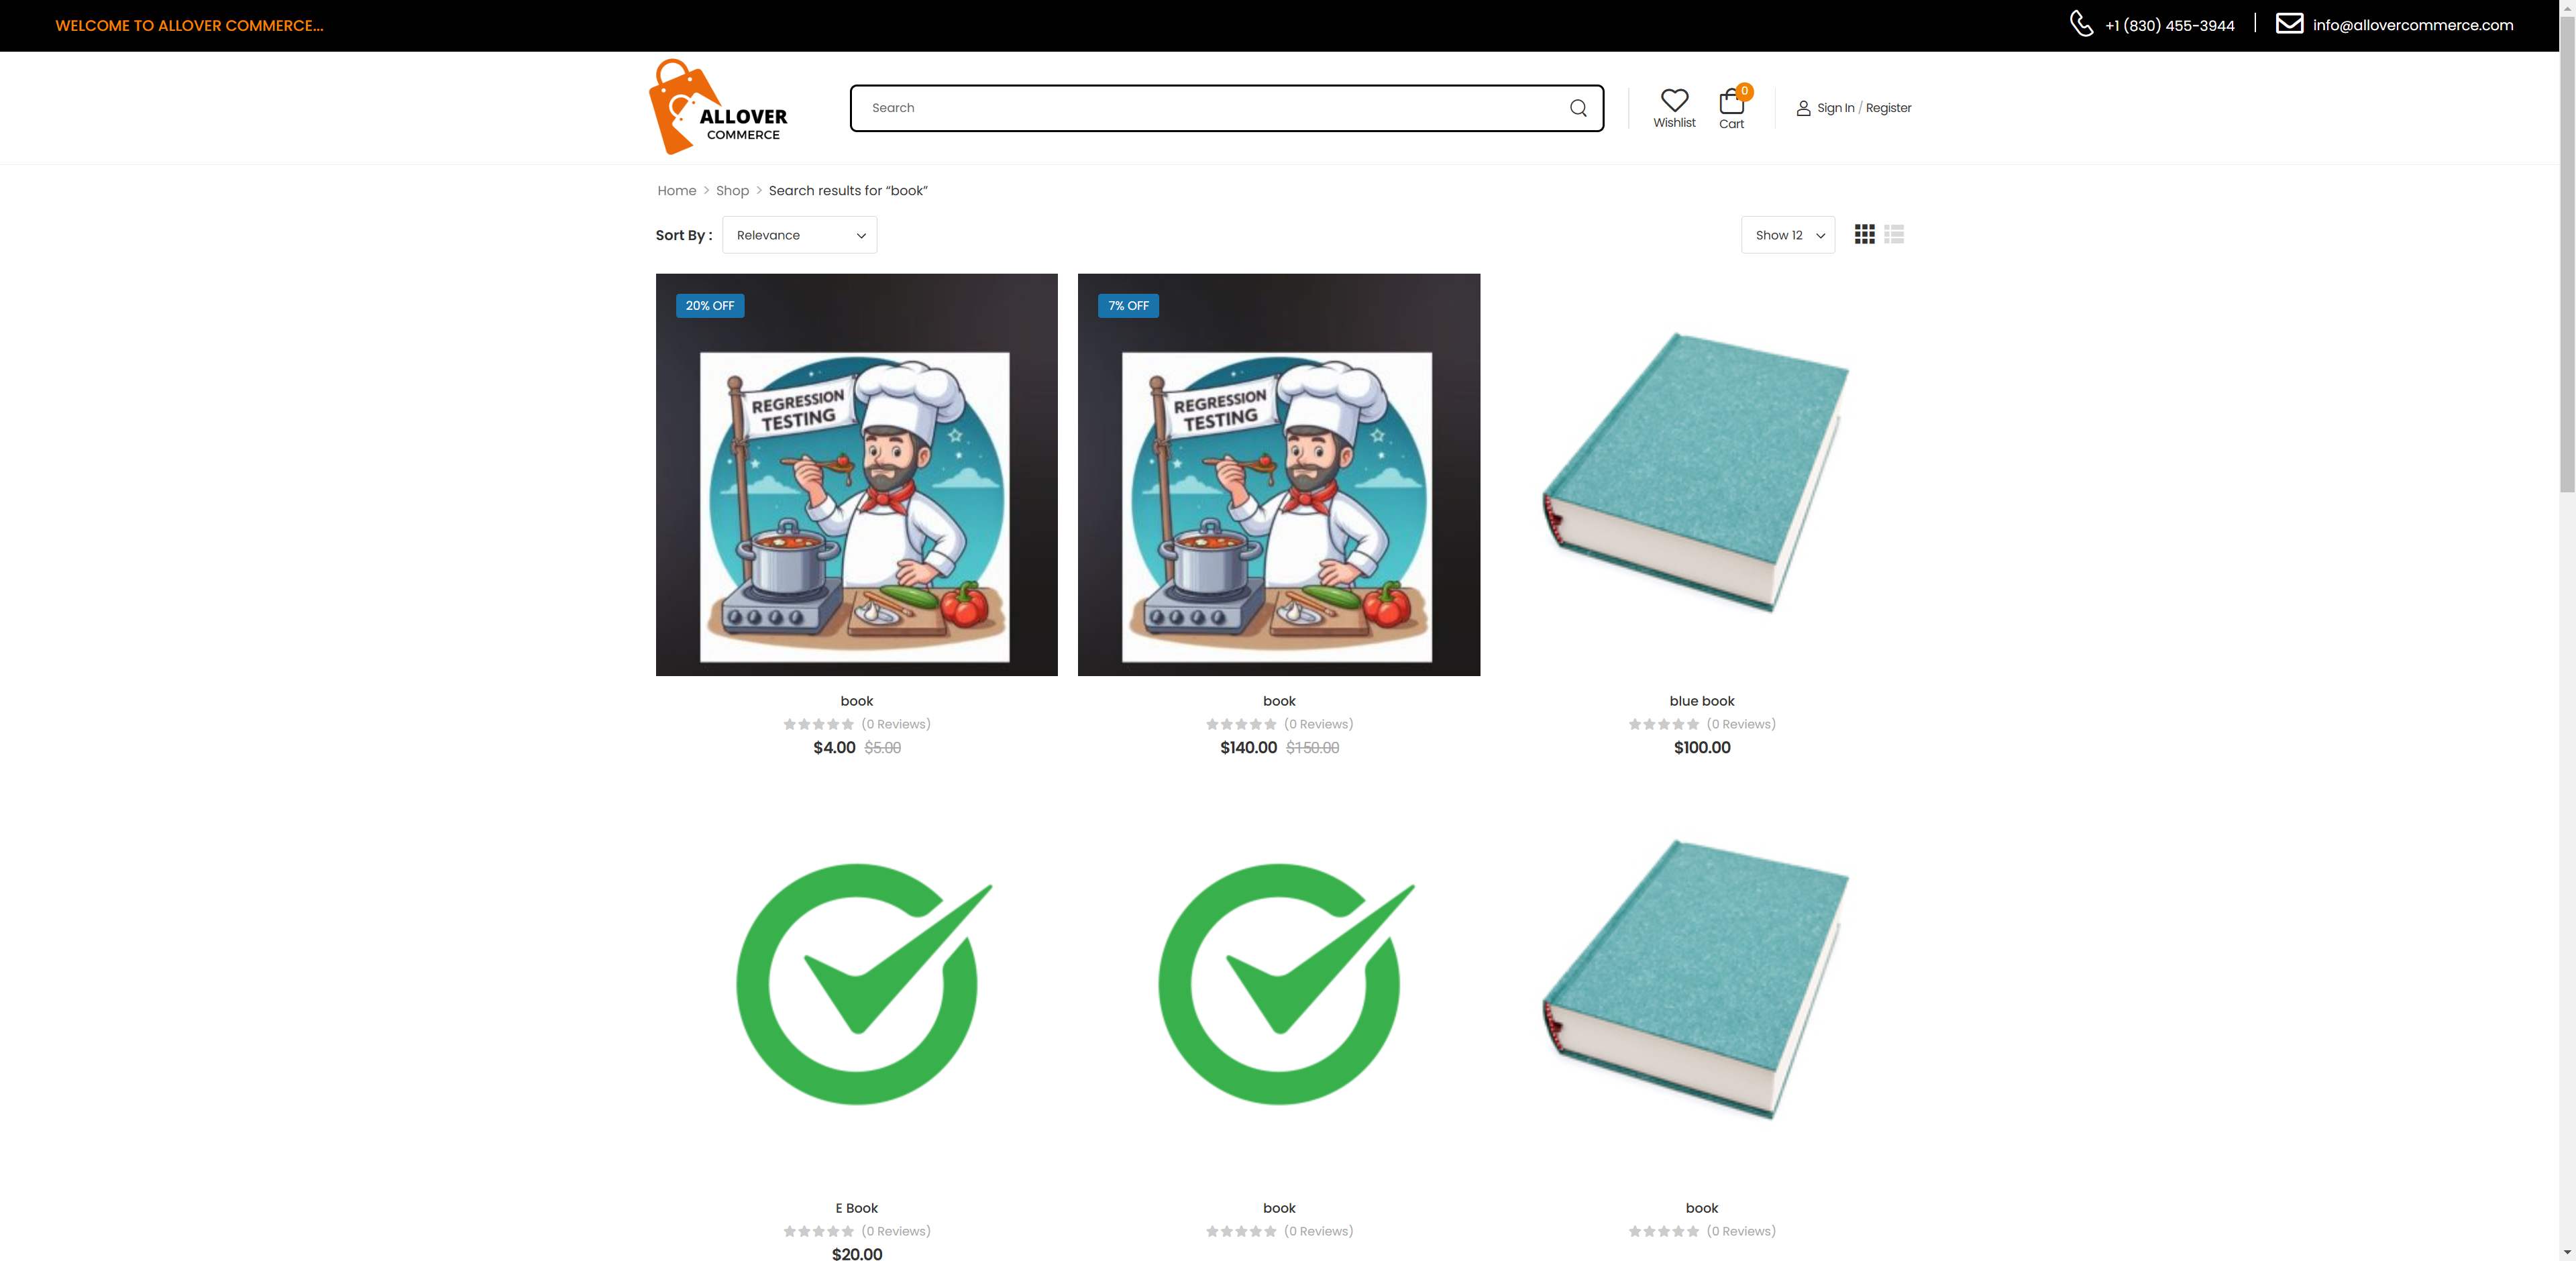 WELCOME TO ALLOVER COMMERCE...
+1 (830) 455-3944
info@allovercommerce.com
ALLOVER
COMMERCE
Search
Wishlist
0
Cart
Sign In / Register
Home > Shop > Search results for “book”
Sort By :
Relevance
Show 12
20% OFF
REGRESSION
TESTING
7% OFF
REGRESSION
TESTING
book
(0 Reviews)
$4.00 $5.00
book
(0 Reviews)
$140.00 $150.00
blue book
(0 Reviews)
$100.00
E Book
(0 Reviews)
$20.00
book
(0 Reviews)
book
(0 Reviews)